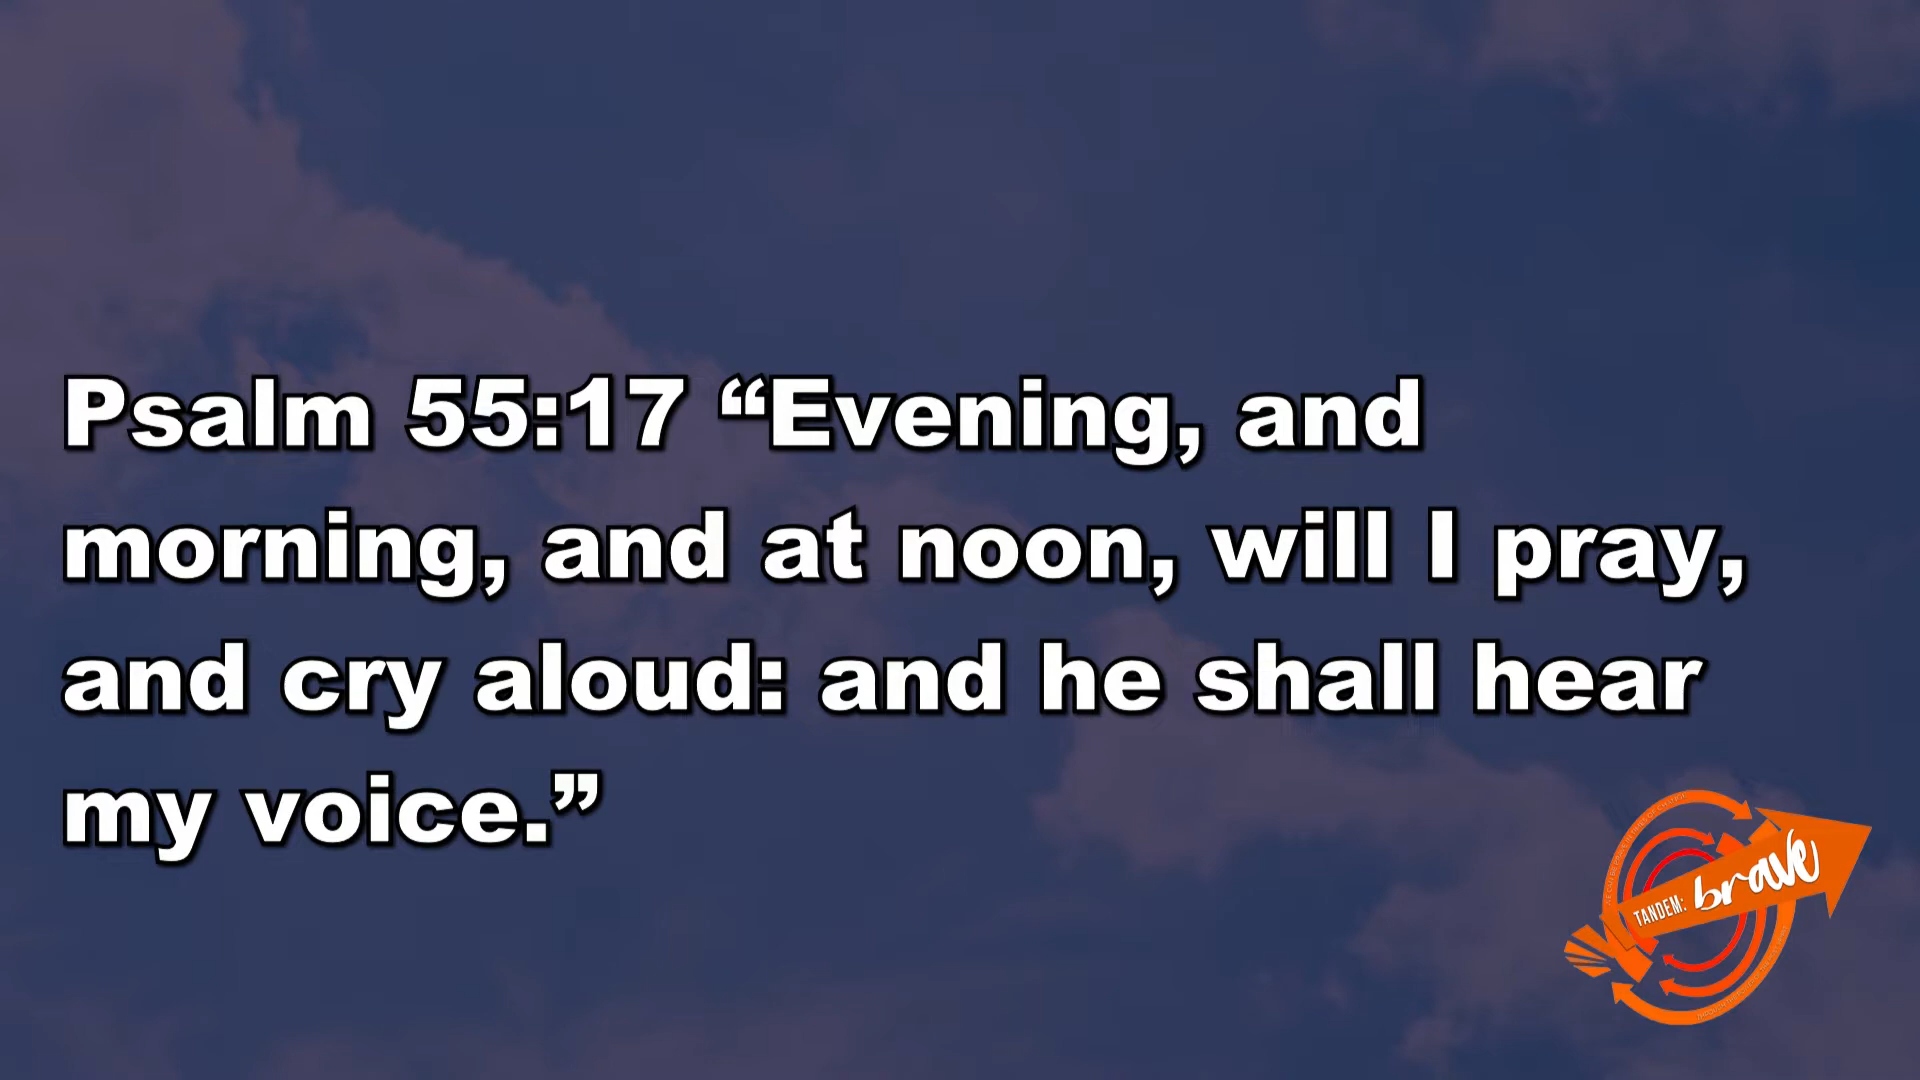 Psalm 55:17 “Evening, and
morning, and at noon, will I pray,
and cry aloud: and he shall hear
my voice.”
TANDEM: brave